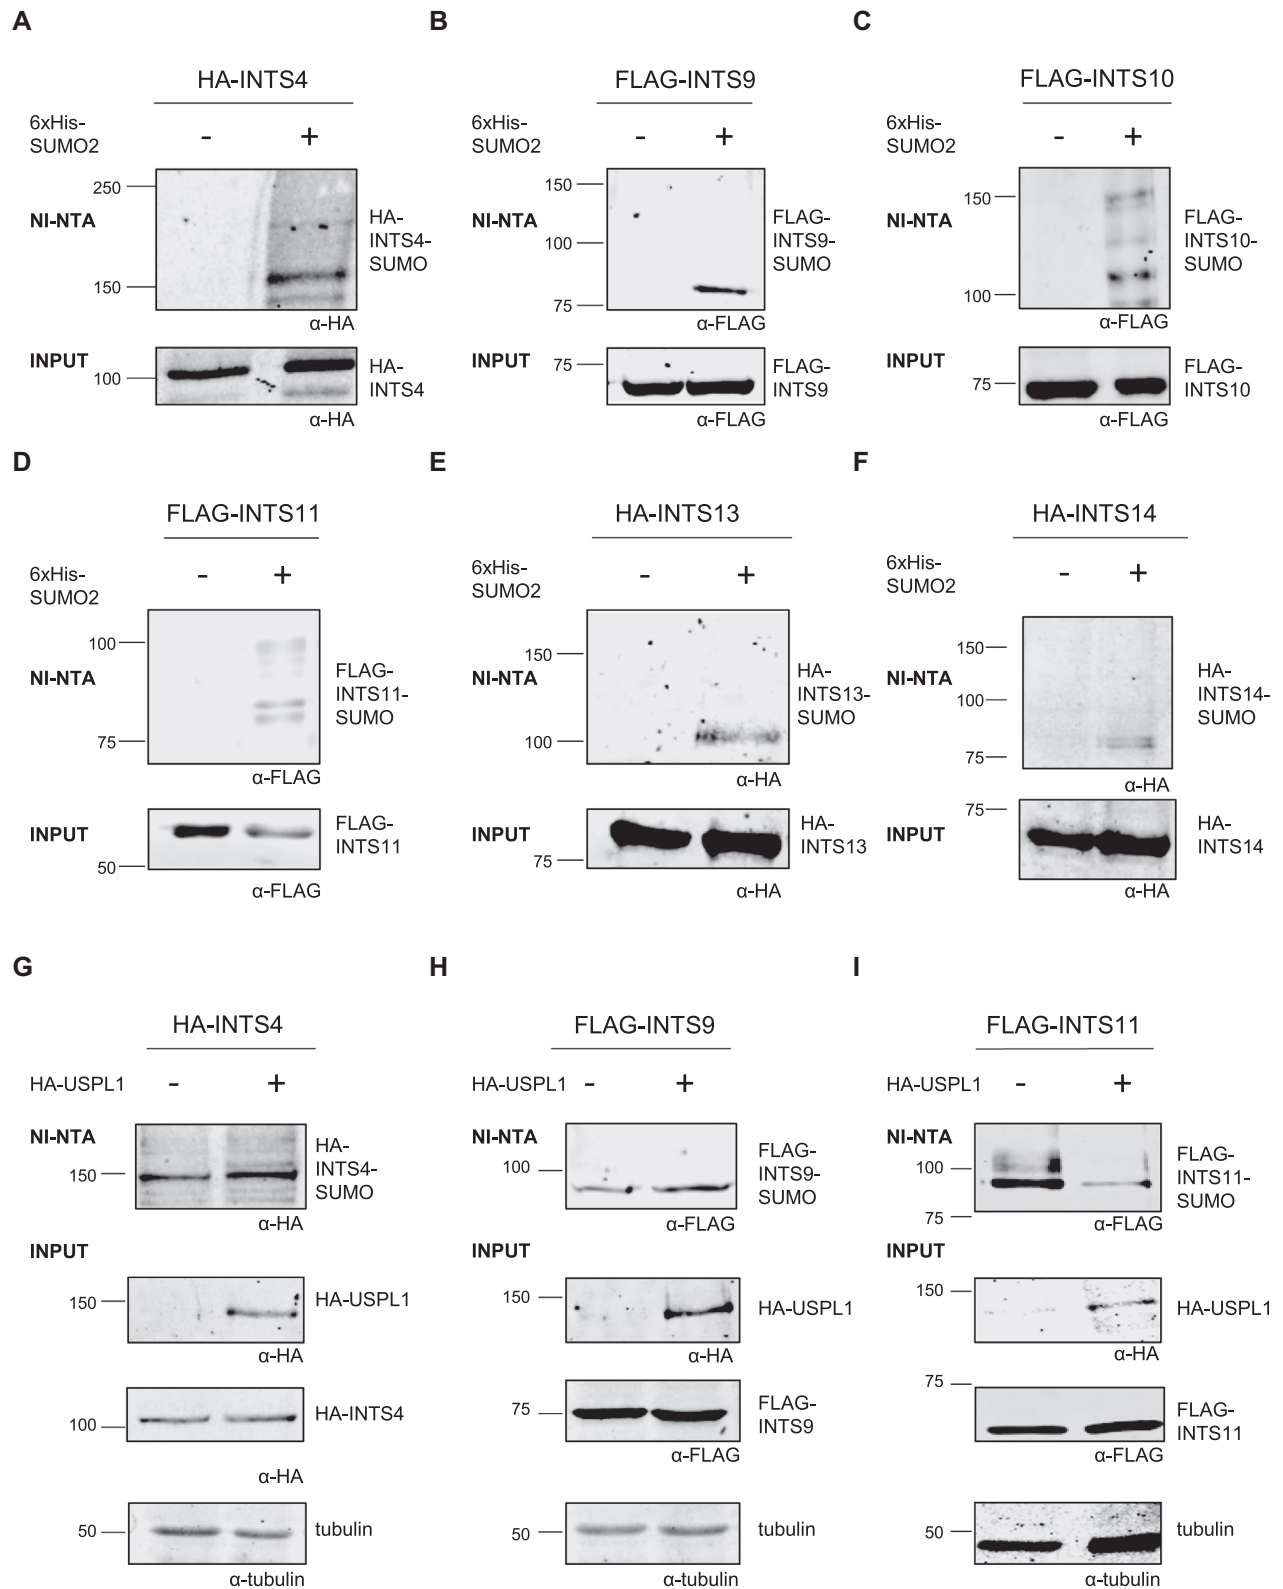 A
B
C
HA-INTS4
FLAG-INTS9
FLAG-INTS10
6xHis-
SUMO2
- +
6xHis-
SUMO2
- +
6xHis-
SUMO2
- +
250
150
NI-NTA
HA-
INTS4-
SUMO
α-HA
150
100
75
NI-NTA
FLAG-
INTS9-
SUMO
α-FLAG
150
100
NI-NTA
FLAG-
INTS10-
SUMO
α-FLAG
INPUT
100
HA-
INTS4
α-HA
INPUT
75
FLAG-
INTS9
α-FLAG
INPUT
75
FLAG-
INTS10
α-FLAG
D
E
F
FLAG-INTS11
HA-INTS13
HA-INTS14
6xHis-
SUMO2
- +
6xHis-
SUMO2
- +
6xHis-
SUMO2
- +
100
75
NI-NTA
FLAG-
INTS11-
SUMO
α-FLAG
150
100
NI-NTA
HA-
INTS13-
SUMO
α-HA
150
100
75
NI-NTA
HA-
INTS14-
SUMO
α-HA
INPUT
50
FLAG-
INTS11
α-FLAG
INPUT
75
HA-
INTS13
α-HA
75
INPUT
HA-
INTS14
α-HA
G
H
I
HA-INTS4
FLAG-INTS9
FLAG-INTS11
HA-USPL1 - +
HA-USPL1 - +
HA-USPL1 - +
NI-NTA
150
HA-
INTS4-
SUMO
α-HA
NI-NTA
100
FLAG-
INTS9-
SUMO
α-FLAG
NI-NTA
100
75
FLAG-
INTS11-
SUMO
α-FLAG
INPUT
150
HA-USPL1
α-HA
INPUT
150
HA-USPL1
α-HA
INPUT
150
HA-USPL1
α-HA
100
HA-INTS4
α-HA
75
FLAG-
INTS9
α-FLAG
75
FLAG-
INTS11
α-FLAG
50
tubulin
α-tubulin
50
tubulin
α-tubulin
50
tubulin
α-tubulin